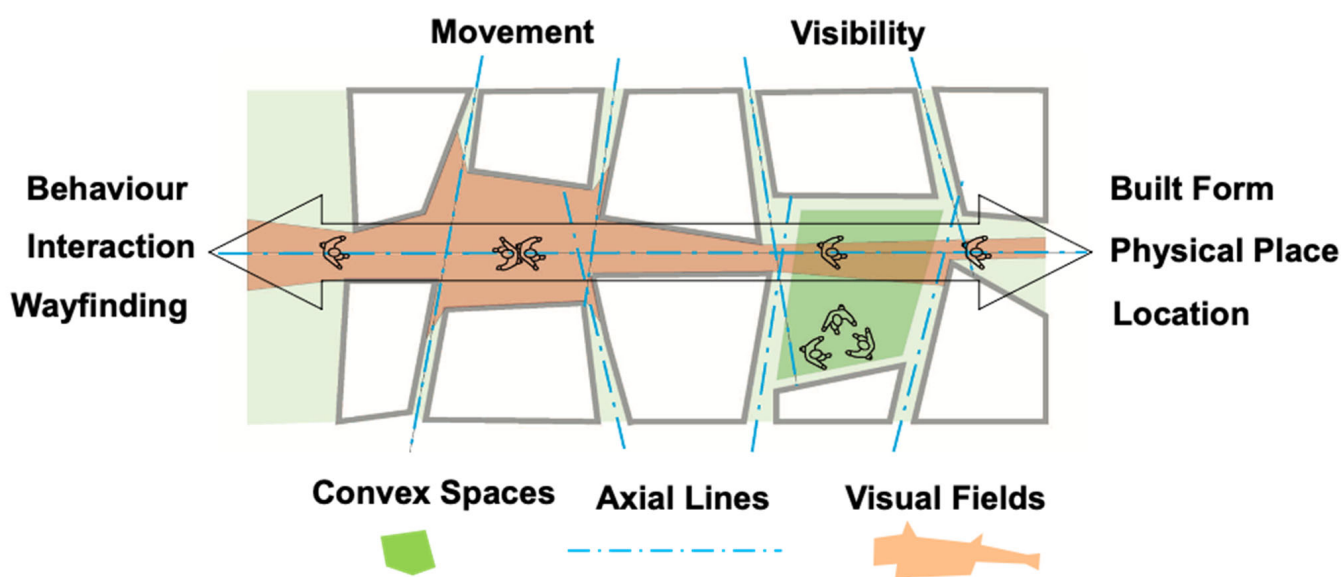 Movement
Visibility
Behaviour
Interaction
Wayfinding
Built Form
Physical Place
Location
Convex Spaces
Axial Lines
Visual Fields